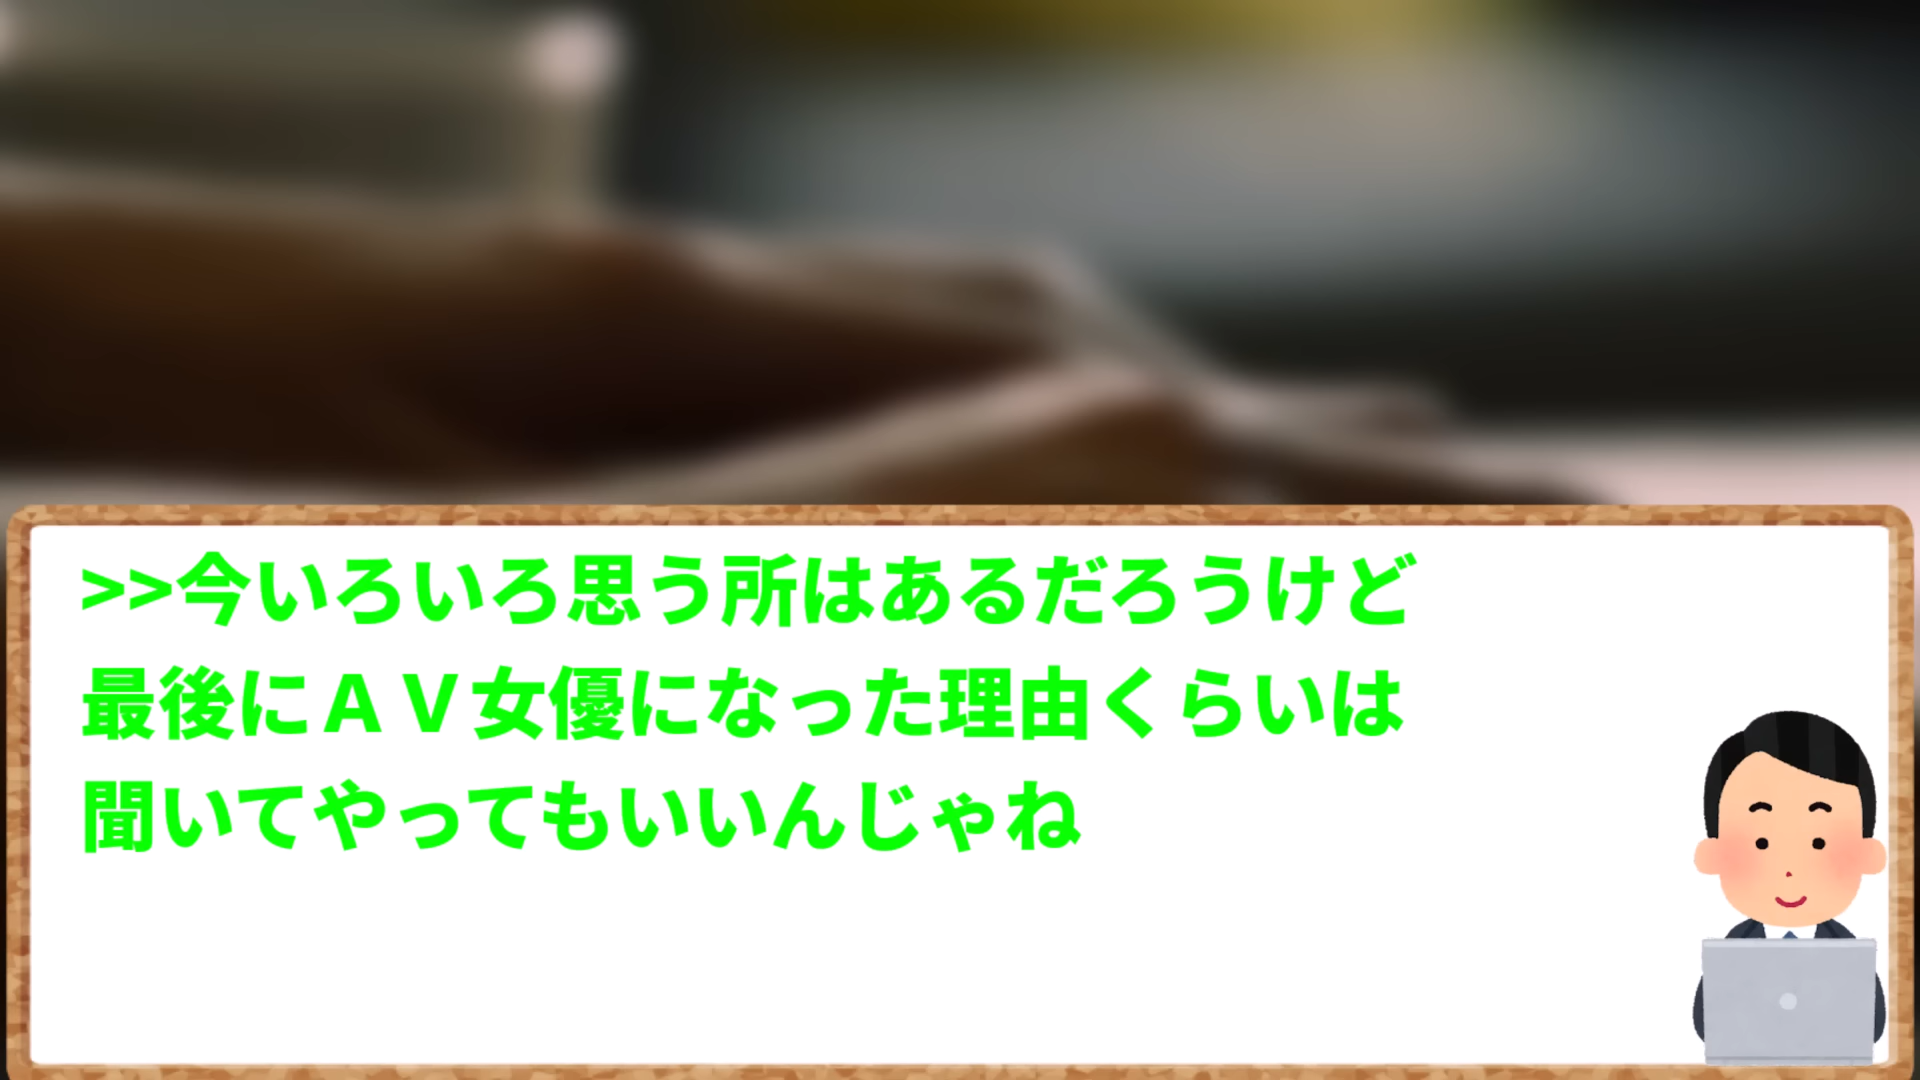 >>今いろいろ思う所はあるだろうけど
最後にＡＶ女優になった理由くらいは
聞いてやってもいいんじゃね